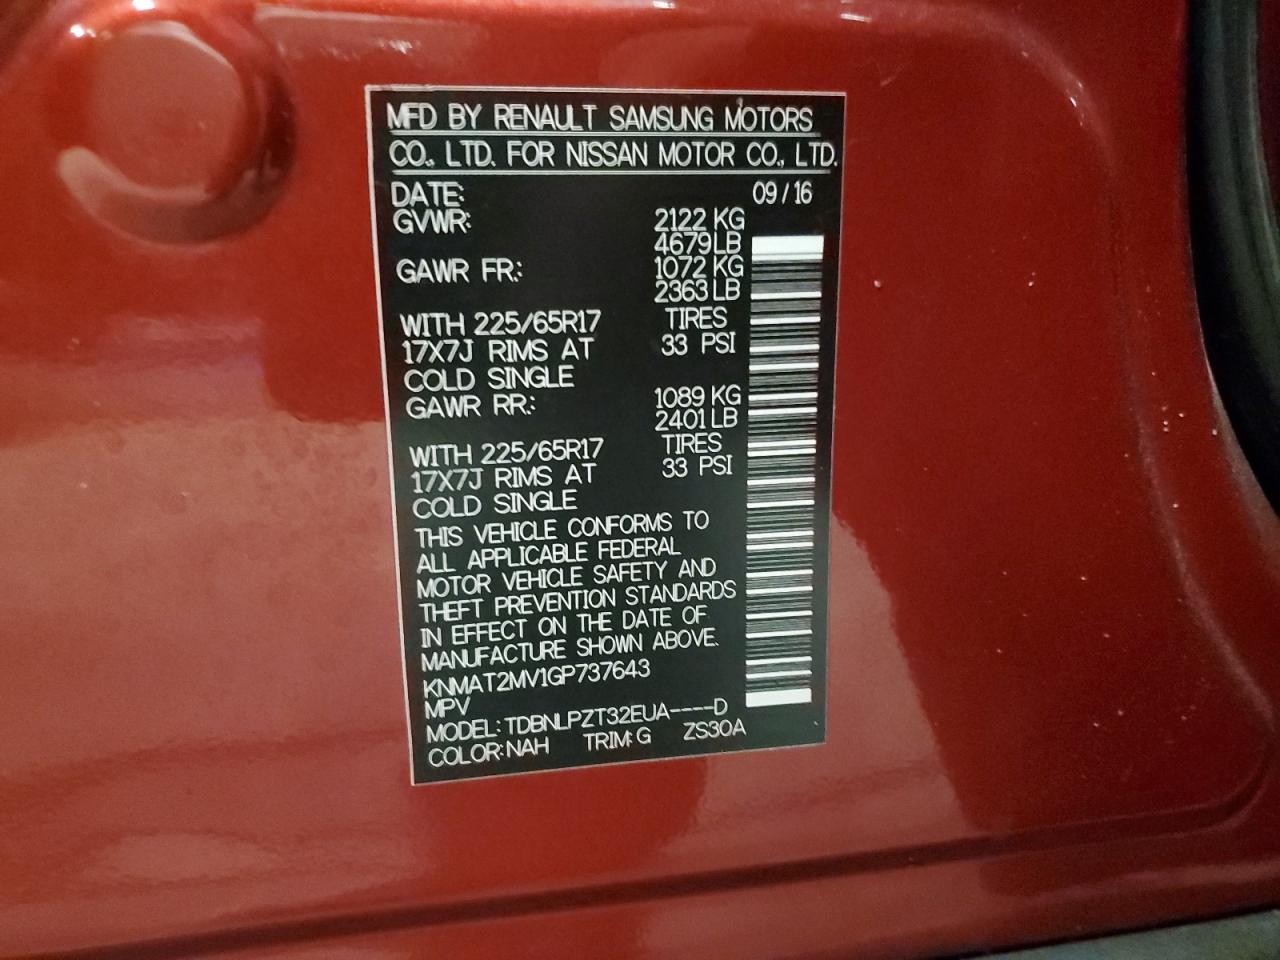 MFD BY RENAULT SAMSUNG MOTORS
CO., LTD. FOR NISSAN MOTOR CO., LTD.
DATE: 09/16
GVWR: 2122 KG
4679 LB
GAWR FR.: 1072 KG
2363 LB
WITH 225/65R17 TIRES
17X7J RIMS AT 33 PSI
COLD SINGLE
GAWR RR.: 1089 KG
2401 LB
WITH 225/65R17 TIRES
17X7J RIMS AT 33 PSI
COLD SINGLE
THIS VEHICLE CONFORMS TO
ALL APPLICABLE FEDERAL
MOTOR VEHICLE SAFETY AND
THEFT PREVENTION STANDARDS
IN EFFECT ON THE DATE OF
MANUFACTURE SHOWN ABOVE.
KNMAT2MV1GP737643
MPV
MODEL: TDBNLPZT32EUA----D
COLOR: NAH TRIM: G ZS30A